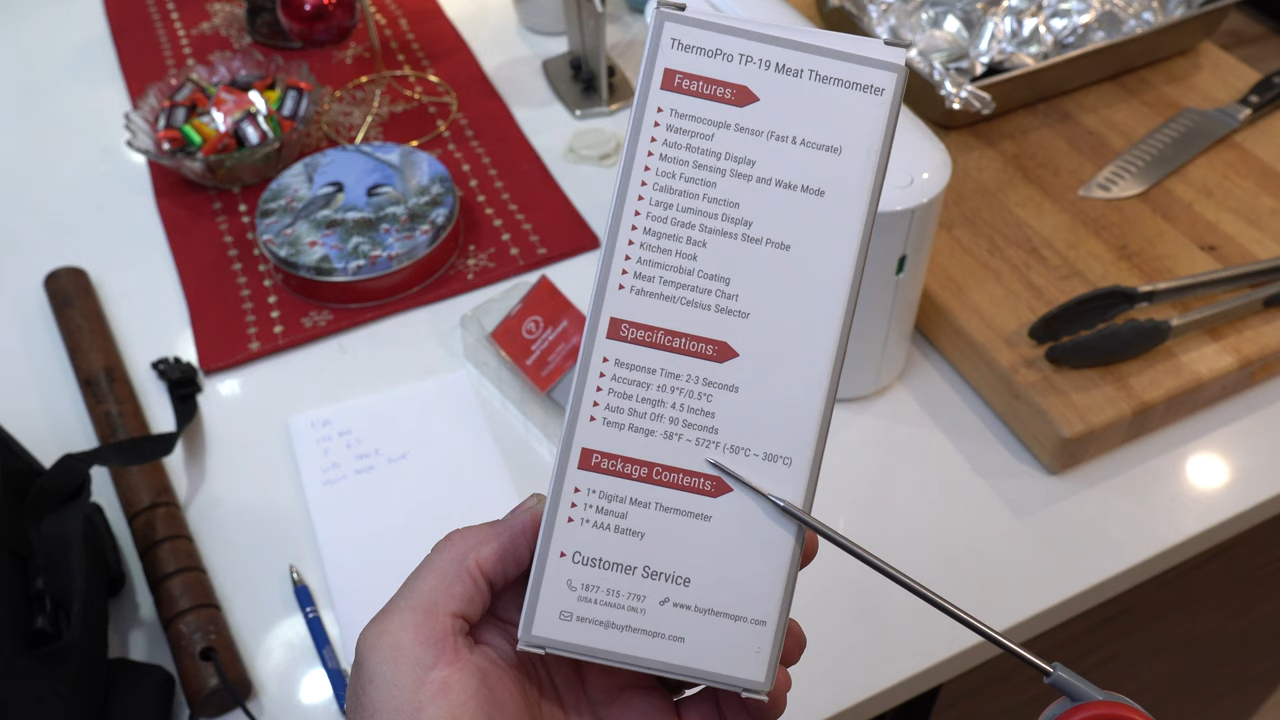 ThermoPro TP-19 Meat Thermometer
Features:
Thermocouple Sensor (Fast & Accurate)
Waterproof
Auto-Rotating Display
Motion Sensing Sleep and Wake Mode
Lock Function
Calibration Function
Large Luminous Display
Food Grade Stainless Steel Probe
Magnetic Back
Kitchen Hook
Antimicrobial Coating
Meat Temperature Chart
Fahrenheit/Celsius Selector
Specifications:
Response Time: 2-3 Seconds
Accuracy: ±0.9°F/0.5°C
Probe Length: 4.5 Inches
Auto Shut Off: 90 Seconds
Temp Range: -58°F ~ 572°F (-50°C ~ 300°C)
Package Contents:
1* Digital Meat Thermometer
1* Manual
1* AAA Battery
Customer Service
1877-515-7797
(USA & CANADA ONLY)
www.buythermopro.com
service@buythermopro.com